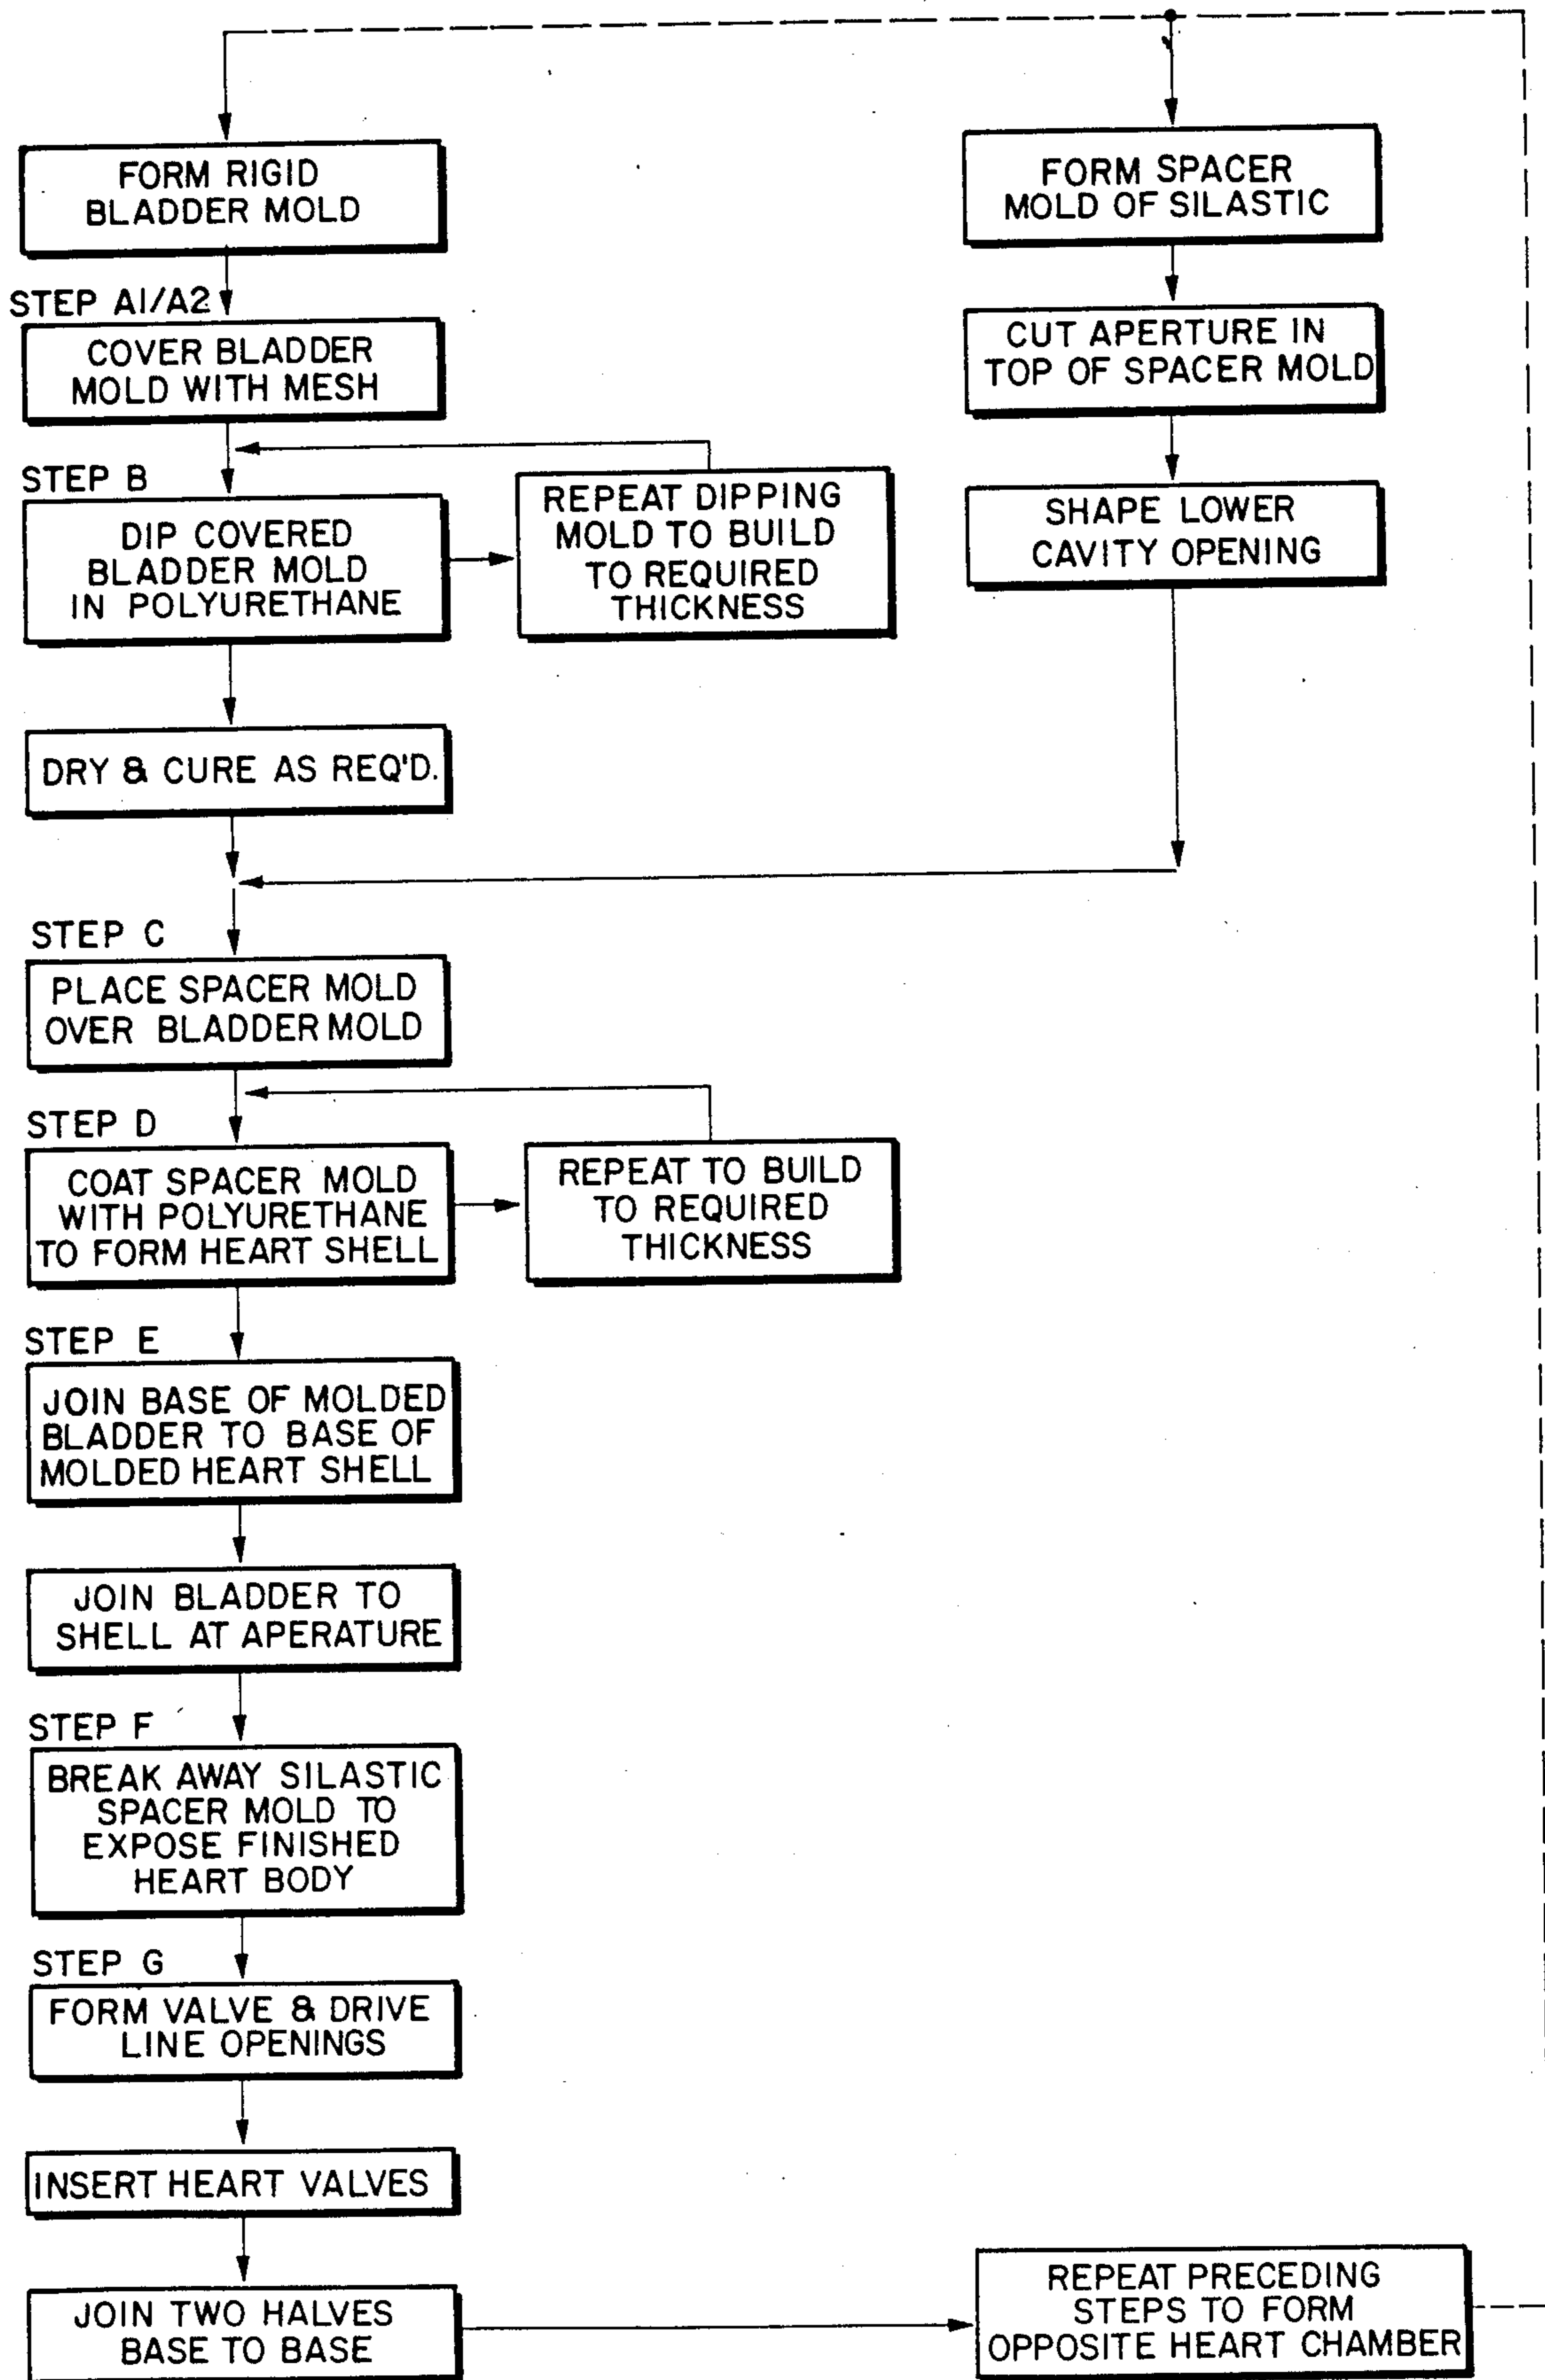 FORM RIGID
BLADDER MOLD
STEP A1/A2
COVER BLADDER
MOLD WITH MESH
STEP B
DIP COVERED
BLADDER MOLD
IN POLYURETHANE
REPEAT DIPPING
MOLD TO BUILD
TO REQUIRED
THICKNESS
DRY & CURE AS REQ'D.
FORM SPACER
MOLD OF SILASTIC
CUT APERTURE IN
TOP OF SPACER MOLD
SHAPE LOWER
CAVITY OPENING
STEP C
PLACE SPACER MOLD
OVER BLADDER MOLD
STEP D
COAT SPACER MOLD
WITH POLYURETHANE
TO FORM HEART SHELL
REPEAT TO BUILD
TO REQUIRED
THICKNESS
STEP E
JOIN BASE OF MOLDED
BLADDER TO BASE OF
MOLDED HEART SHELL
JOIN BLADDER TO
SHELL AT APERATURE
STEP F
BREAK AWAY SILASTIC
SPACER MOLD TO
EXPOSE FINISHED
HEART BODY
STEP G
FORM VALVE & DRIVE
LINE OPENINGS
INSERT HEART VALVES
JOIN TWO HALVES
BASE TO BASE
REPEAT PRECEDING
STEPS TO FORM
OPPOSITE HEART CHAMBER